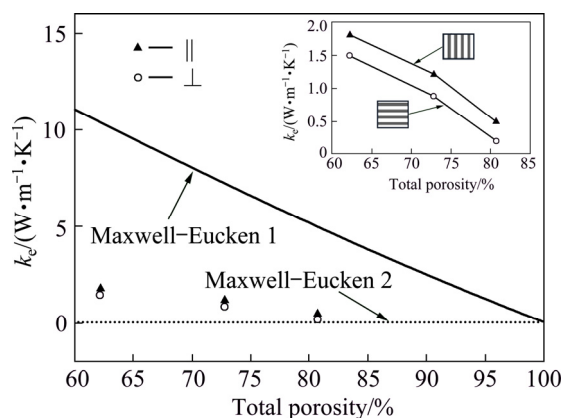 kₑ/(W•m⁻¹•K⁻¹)
15
10
5
0
||
⊥
Maxwell−Eucken 1
Maxwell−Eucken 2
60 65 70 75 80 85 90 95 100
Total porosity/%
kₑ/(W•m⁻¹•K⁻¹)
2.0
1.5
1.0
0.5
0
60 65 70 75 80 85
Total porosity/%